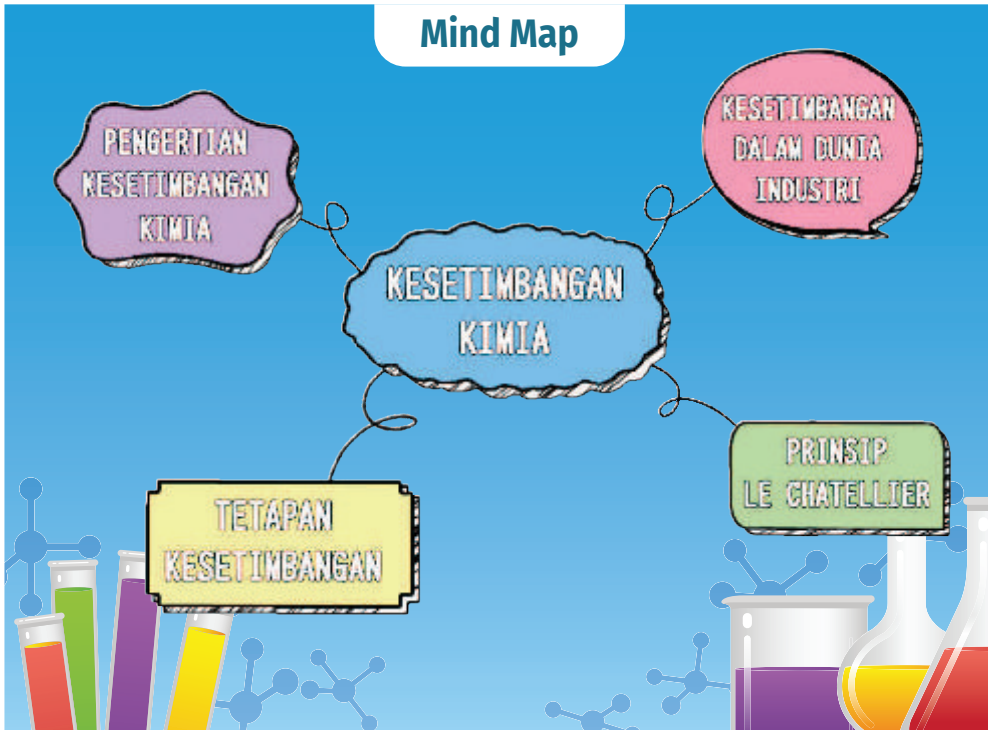 Mind Map
PENGERTIAN
KESETIMBANGAN
KIMIA
KESETIMBANGAN
DALAM DUNIA
INDUSTRI
KESETIMBANGAN
KIMIA
TETAPAN
KESETIMBANGAN
PRINSIP
LE CHATELLIER